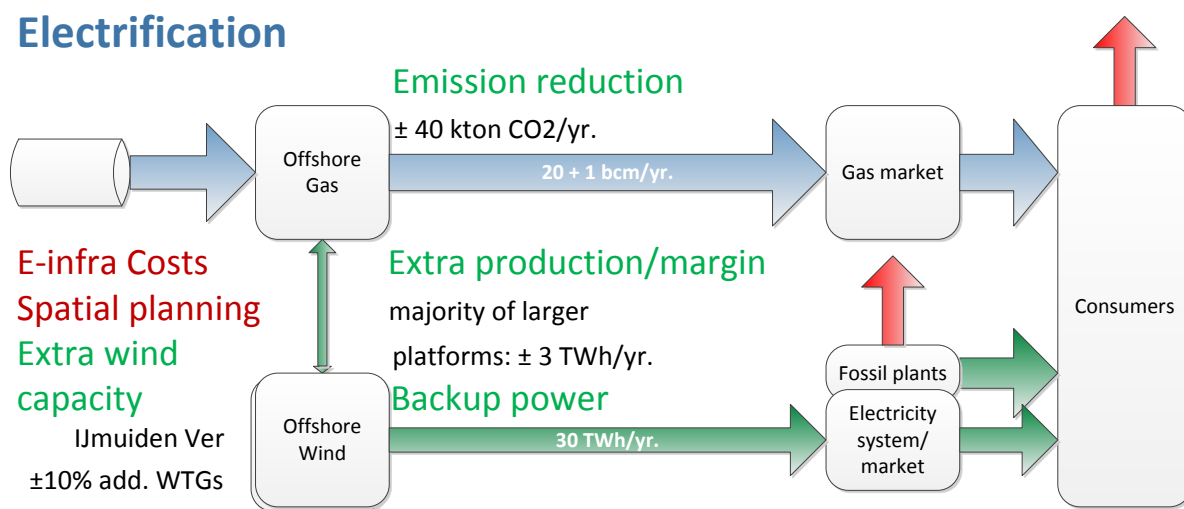 Electrification
Emission reduction
± 40 kton CO2/yr.
Offshore
Gas
20 + 1 bcm/yr.
Gas market
E-infra Costs
Spatial planning
Extra wind
capacity
IJmuiden Ver
±10% add. WTGs
Extra production/margin
majority of larger
platforms: ± 3 TWh/yr.
Backup power
Offshore
Wind
30 TWh/yr.
Fossil plants
Electricity
system/
market
Consumers